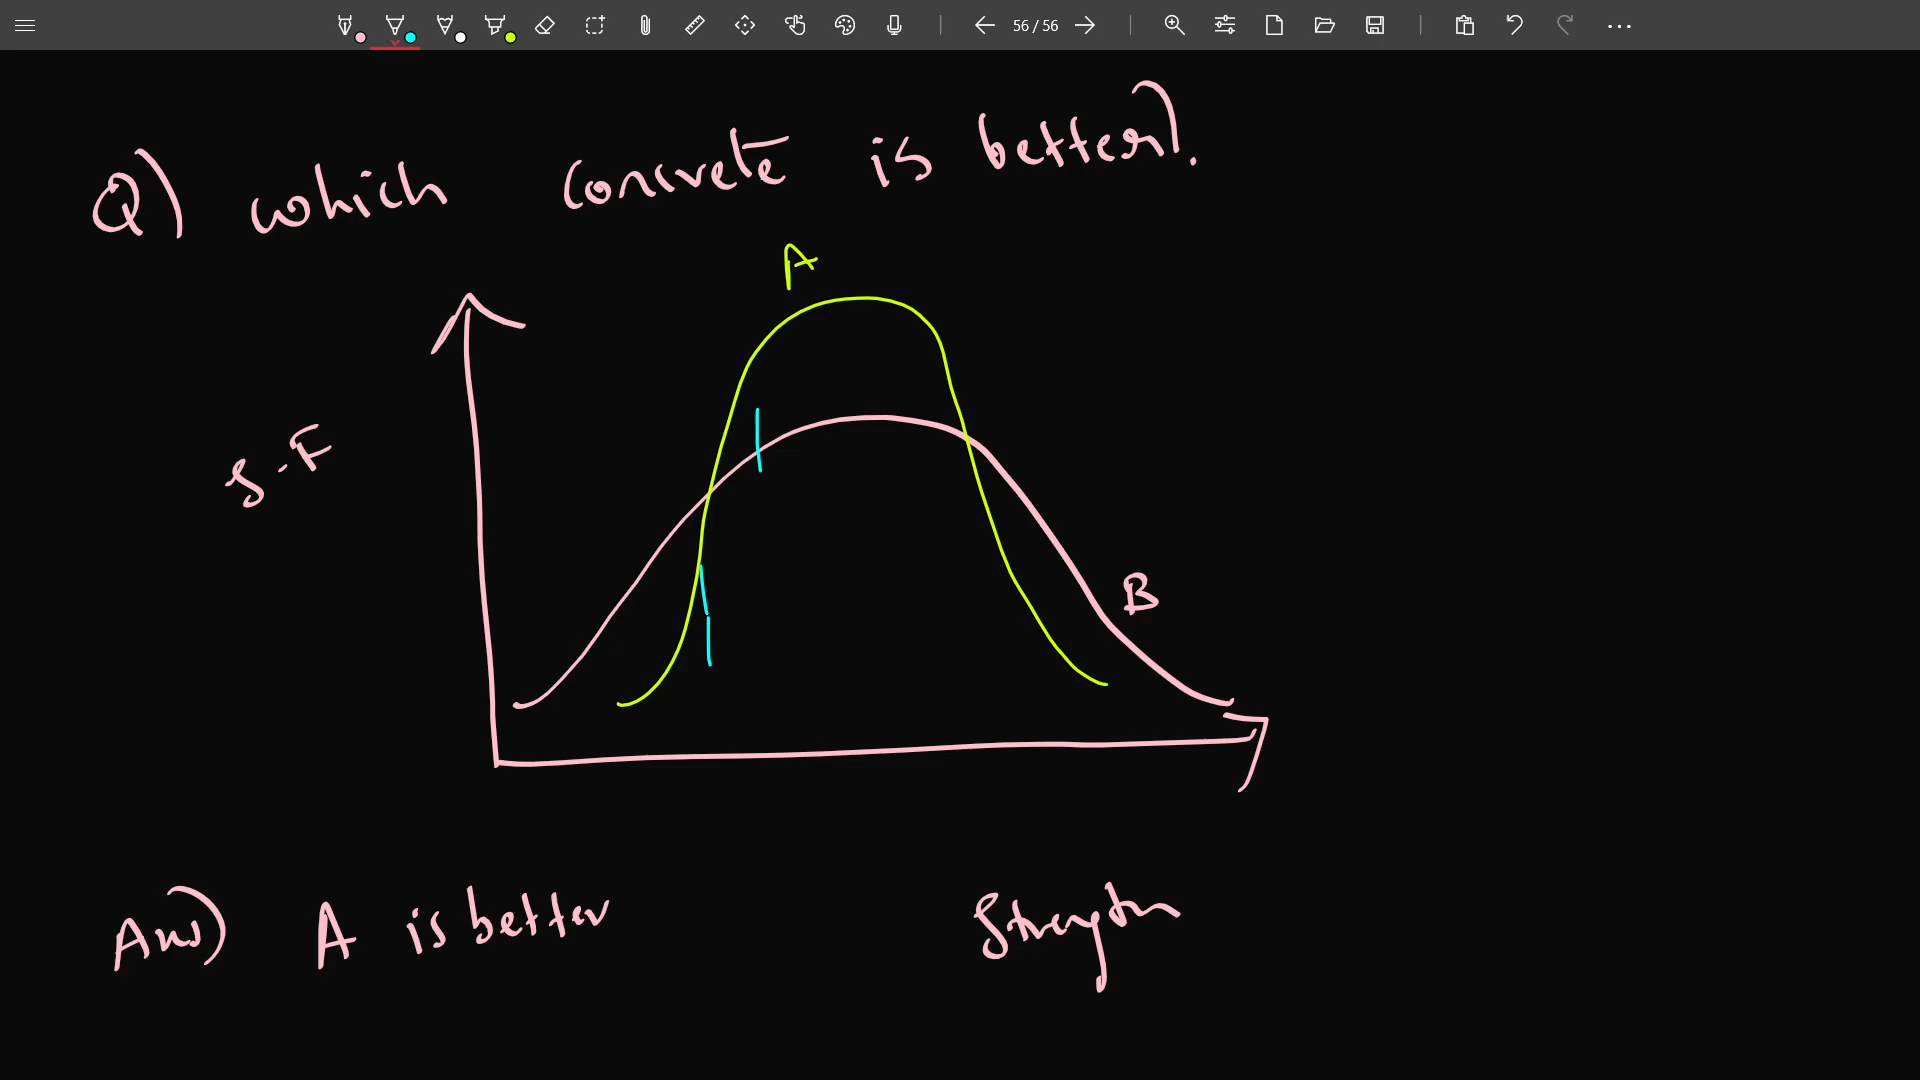 56 / 56
Q) which concrete is better).
A
S-F
B
Ans) A is better
Strength